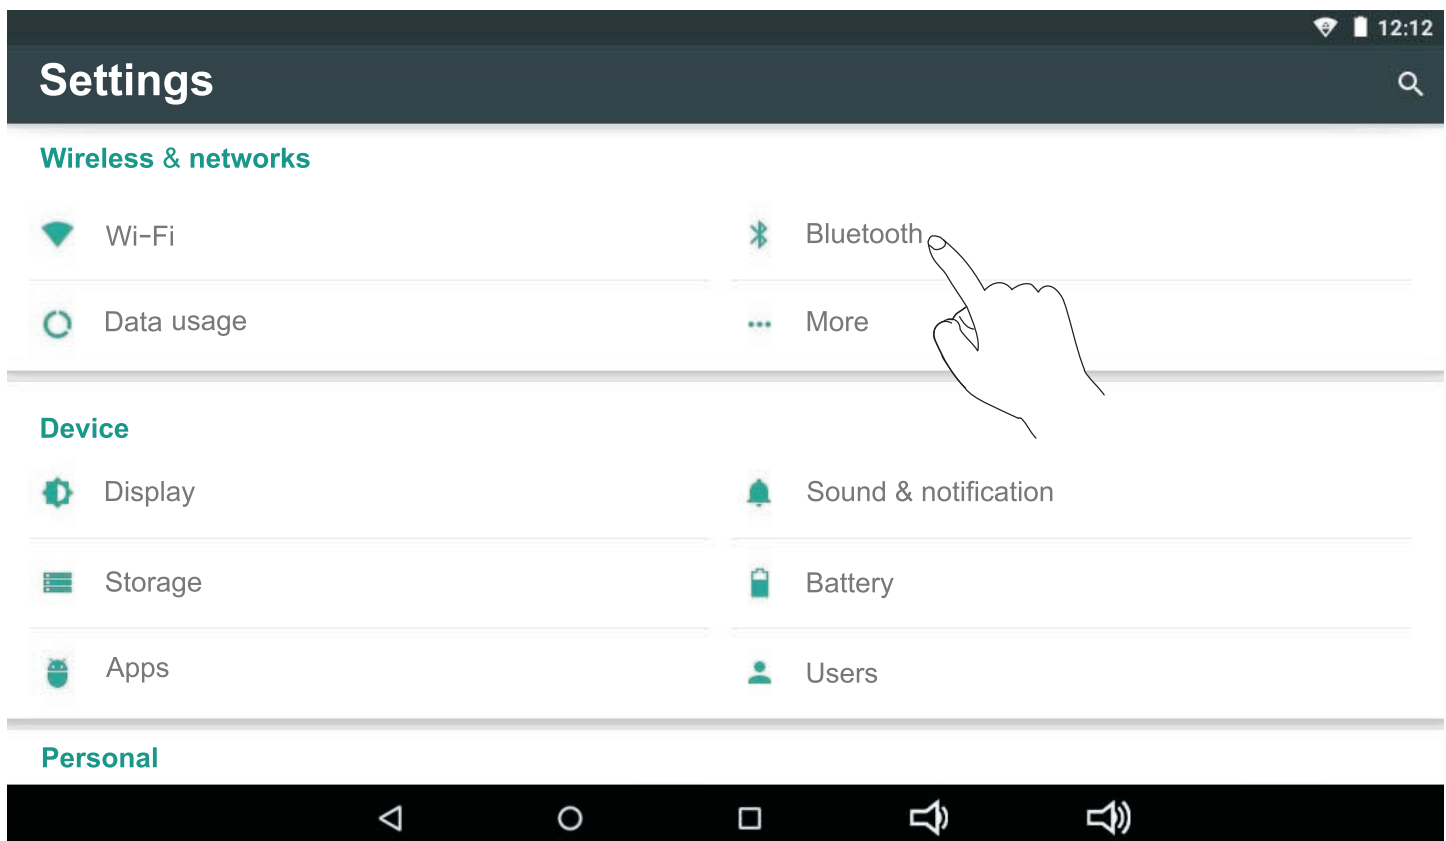 12:12
Settings
Wireless & networks
Wi-Fi
Bluetooth
Data usage
More
Device
Display
Sound & notification
Storage
Battery
Apps
Users
Personal